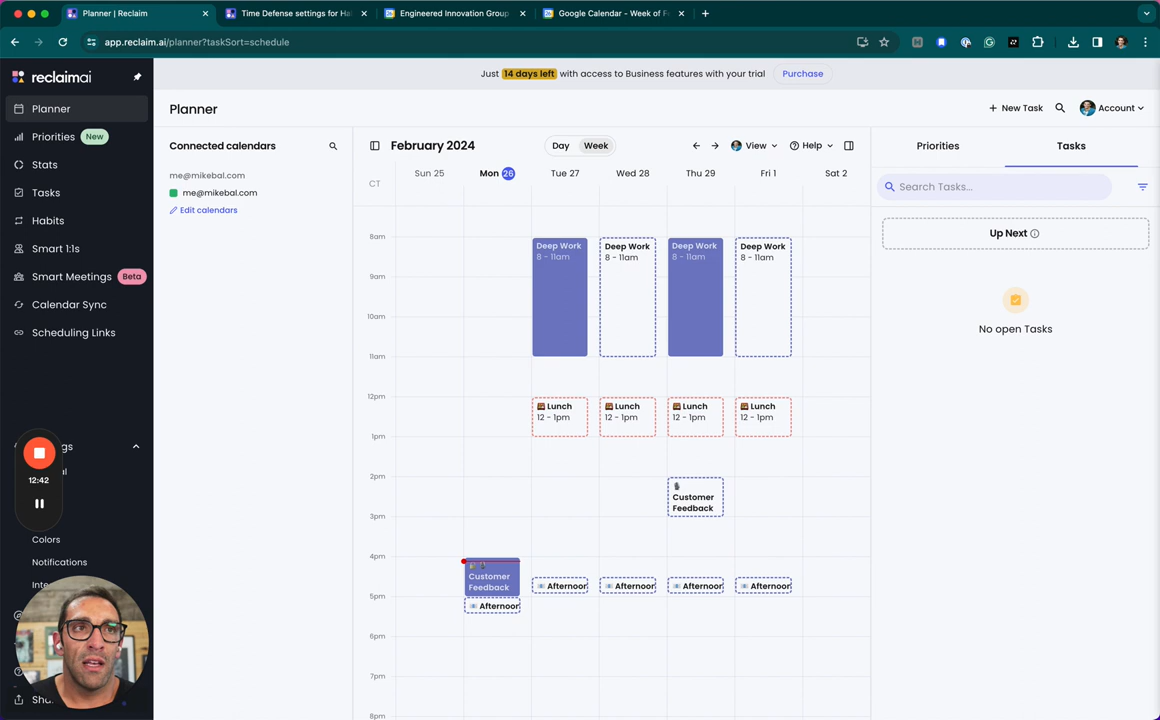 Planner | Reclaim
Time Defense settings for Ha
Engineered Innovation Group
Google Calendar - Week of F
app.reclaim.ai/planner?taskSort=schedule
reclaimai
Just 14 days left with access to Business features with your trial
Purchase
Planner
Priorities New
Stats
Tasks
Habits
Smart 1:1s
Smart Meetings Beta
Calendar Sync
Scheduling Links
gs
al
12:42
Colors
Notifications
Inte
Sha
Planner
New Task
Account
Connected calendars
me@mikebal.com
me@mikebal.com
Edit calendars
February 2024
Day
Week
View
Help
CT
Sun 25
Mon 26
Tue 27
Wed 28
Thu 29
Fri 1
Sat 2
8am
9am
10am
11am
12pm
1pm
2pm
3pm
4pm
5pm
6pm
7pm
8pm
Deep Work
8 - 11am
Deep Work
8 - 11am
Deep Work
8 - 11am
Deep Work
8 - 11am
Lunch
12 - 1pm
Lunch
12 - 1pm
Lunch
12 - 1pm
Lunch
12 - 1pm
Customer
Feedback
Customer
Feedback
Afternoon
Afternoon
Afternoon
Afternoon
Afternoon
Priorities
Tasks
Search Tasks...
Up Next
No open Tasks